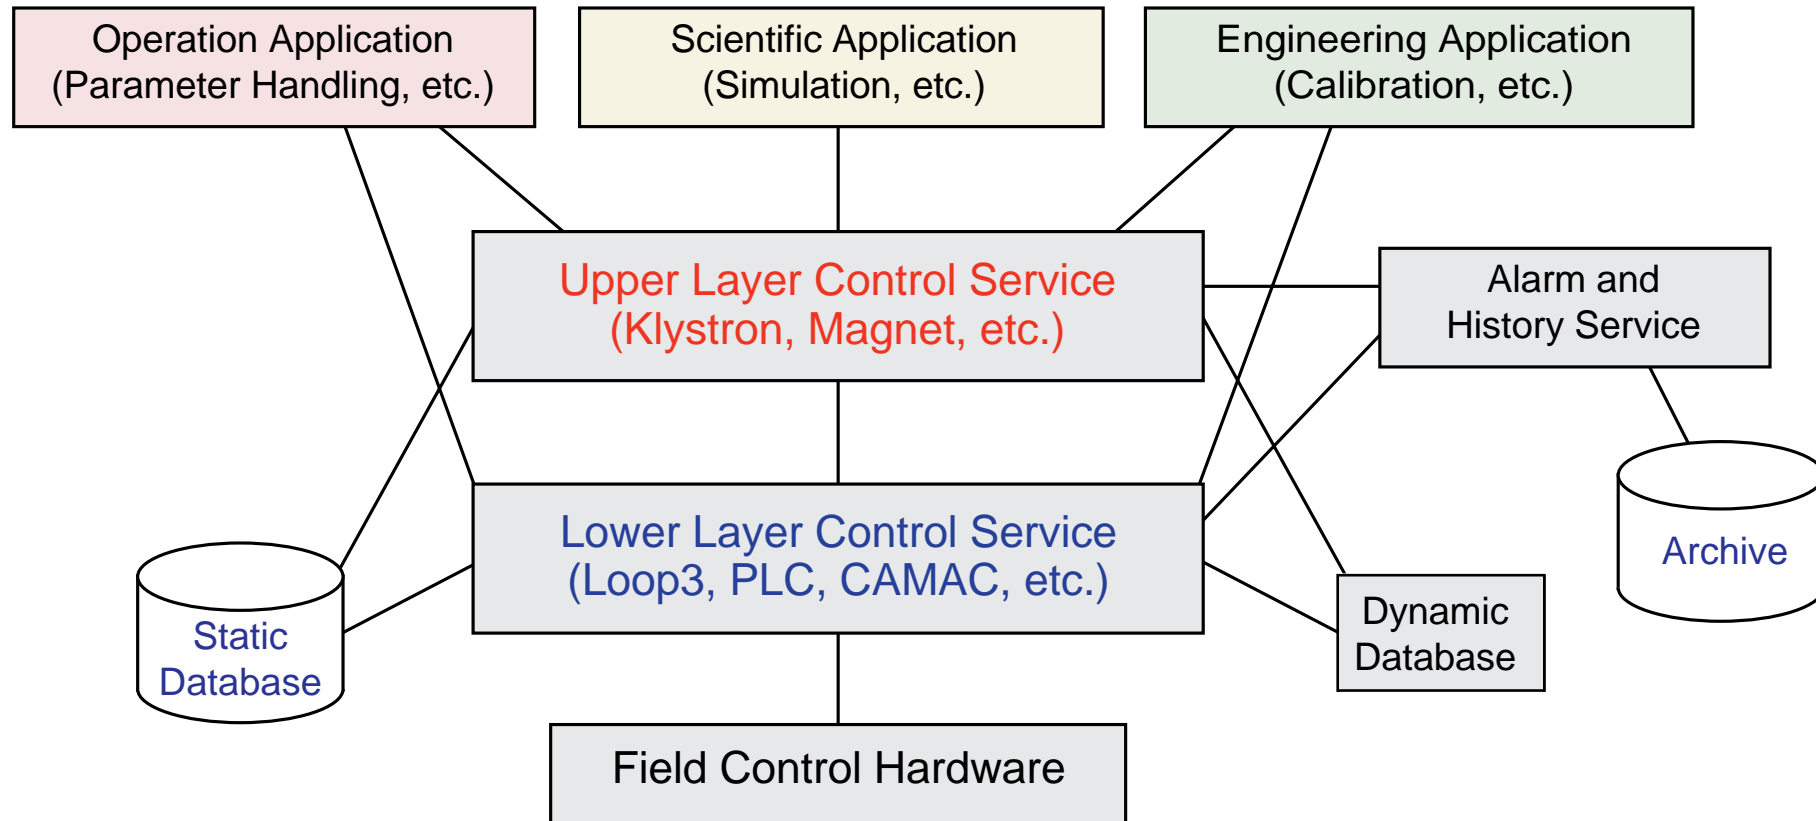 Operation Application
(Parameter Handling, etc.)
Scientific Application
(Simulation, etc.)
Engineering Application
(Calibration, etc.)
Upper Layer Control Service
(Klystron, Magnet, etc.)
Alarm and
History Service
Lower Layer Control Service
(Loop3, PLC, CAMAC, etc.)
Archive
Static
Database
Dynamic
Database
Field Control Hardware